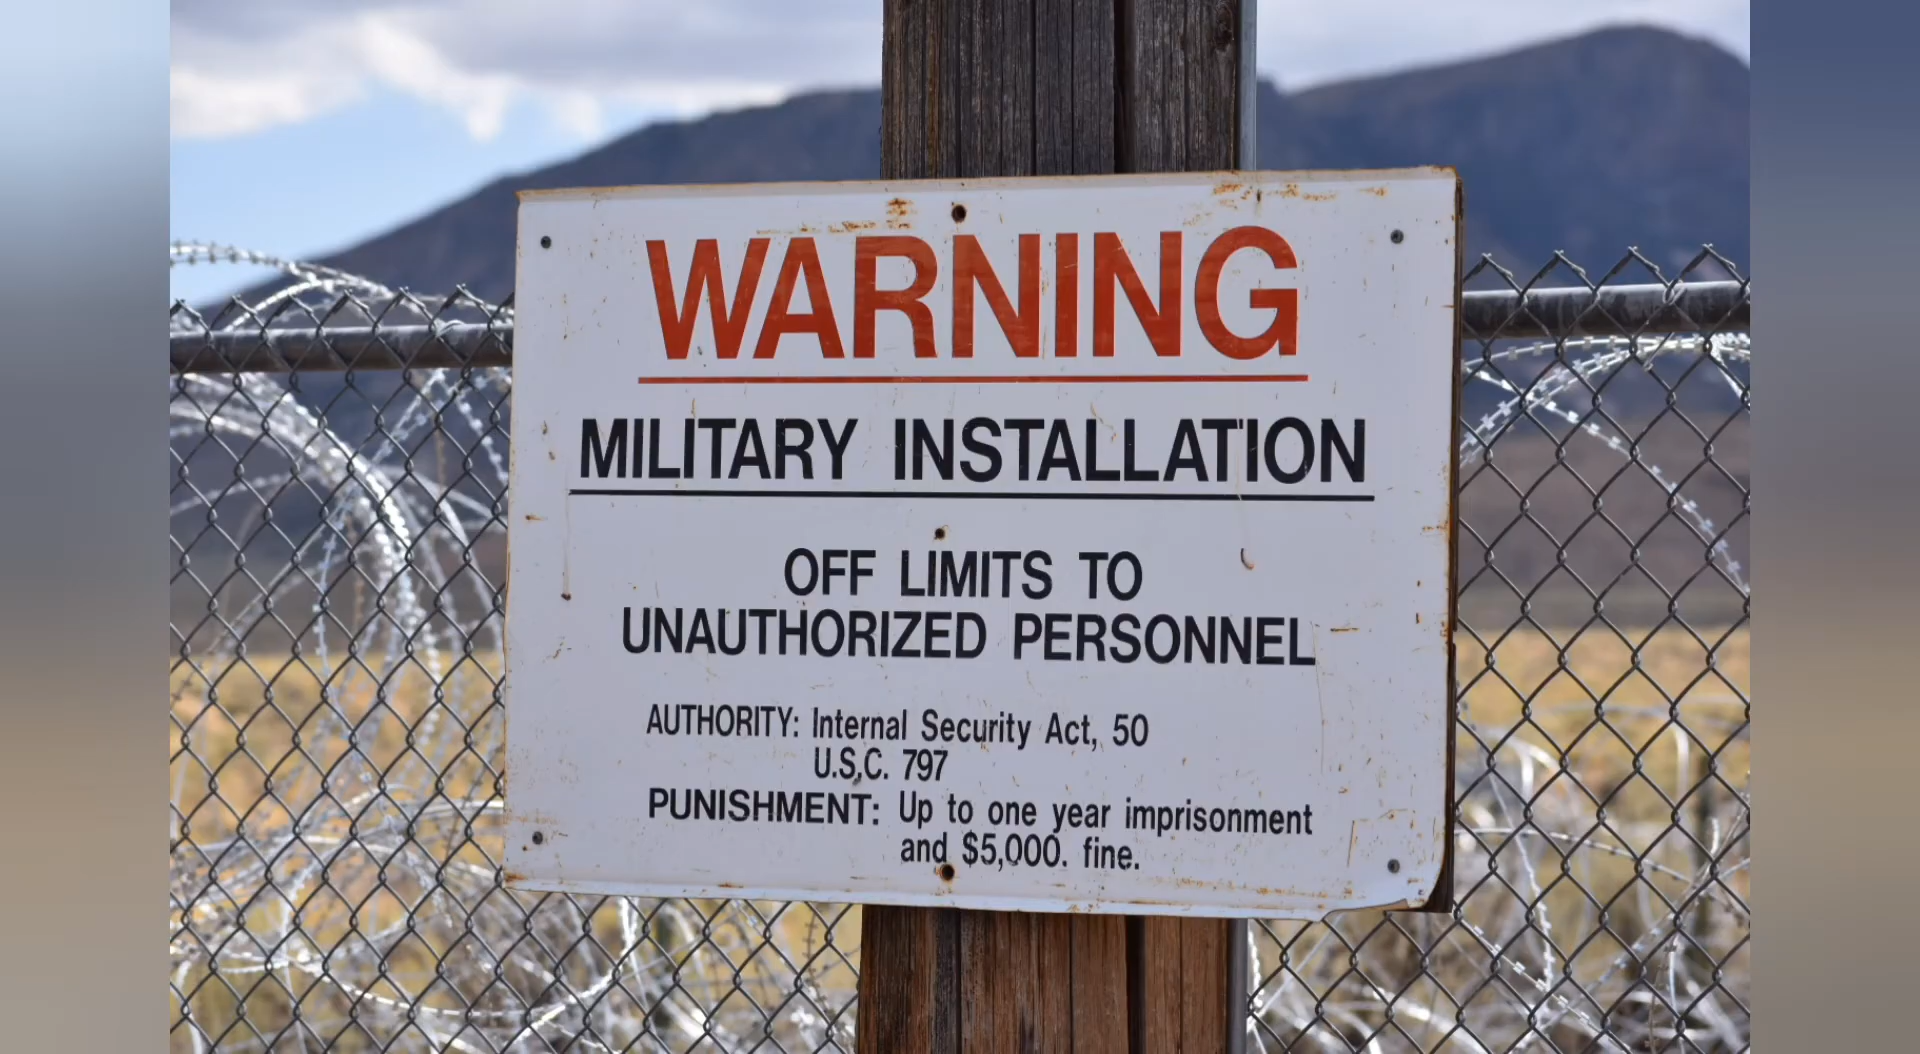 WARNING
MILITARY INSTALLATION
OFF LIMITS TO
UNAUTHORIZED PERSONNEL
AUTHORITY: Internal Security Act, 50
U.S.C. 797
PUNISHMENT: Up to one year imprisonment
and $5,000. fine.